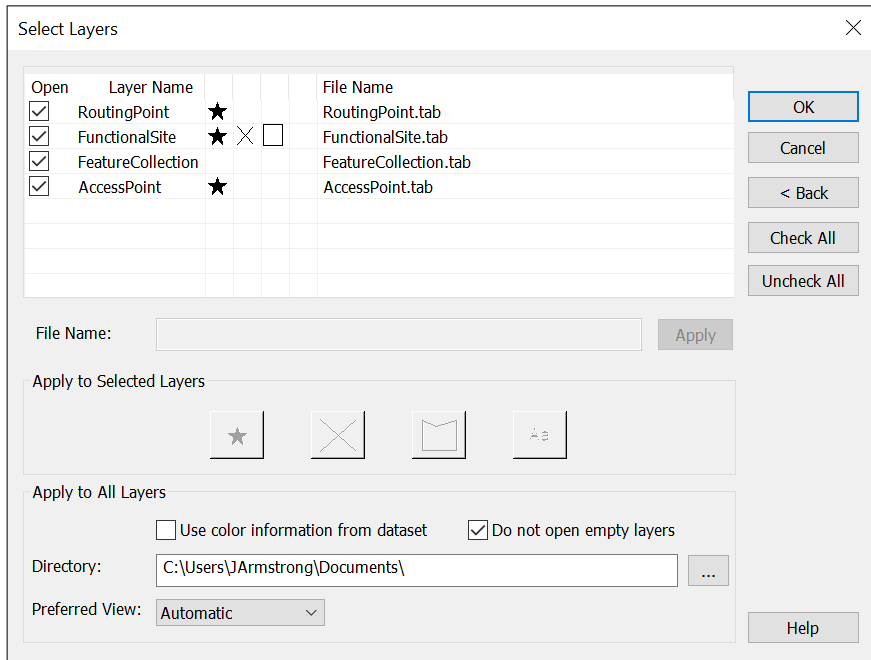 Select Layers
Open Layer Name File Name
RoutingPoint RoutingPoint.tab
FunctionalSite FunctionalSite.tab
FeatureCollection FeatureCollection.tab
AccessPoint AccessPoint.tab
OK
Cancel
< Back
Check All
Uncheck All
File Name:
Apply
Apply to Selected Layers
Aa
Apply to All Layers
Use color information from dataset Do not open empty layers
Directory: C:\Users\JArmstrong\Documents\ ...
Preferred View: Automatic
Help